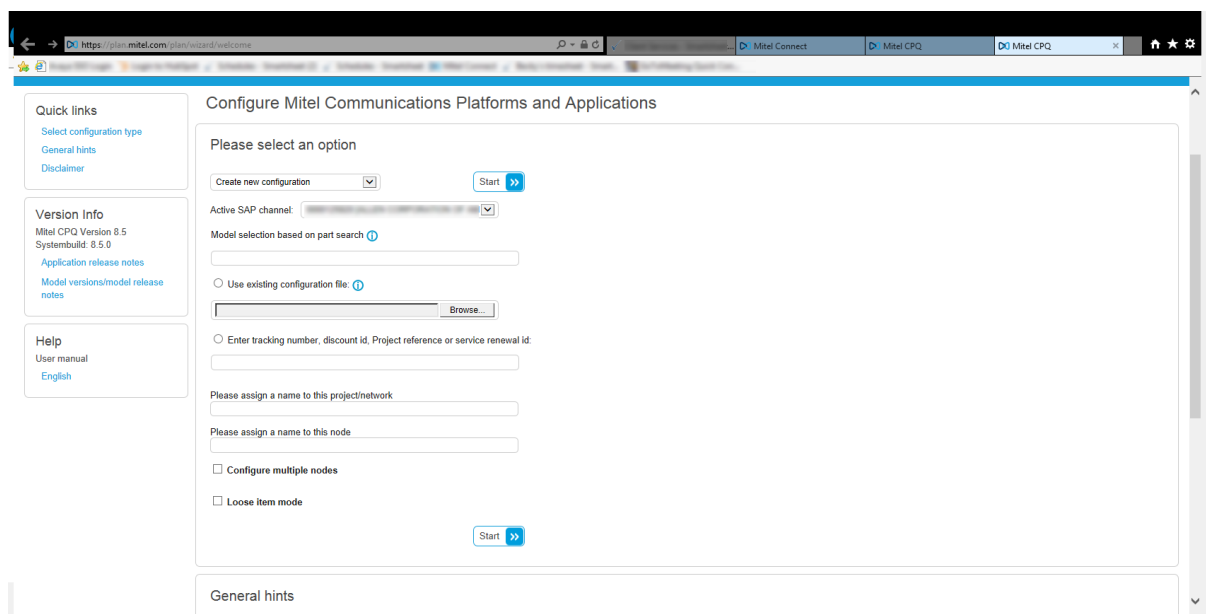 https://plan.mitel.com/plan/wizard/welcome
Mitel Connect
Mitel CPQ
Mitel CPQ
Quick links
Select configuration type
General hints
Disclaimer
Version Info
Mitel CPQ Version 8.5
Systembuild: 8.5.0
Application release notes
Model versions/model release
notes
Help
User manual
English
Configure Mitel Communications Platforms and Applications
Please select an option
Create new configuration
Start
Active SAP channel:
Model selection based on part search
Use existing configuration file:
Browse...
Enter tracking number, discount id, Project reference or service renewal id:
Please assign a name to this project/network
Please assign a name to this node
Configure multiple nodes
Loose item mode
Start
General hints